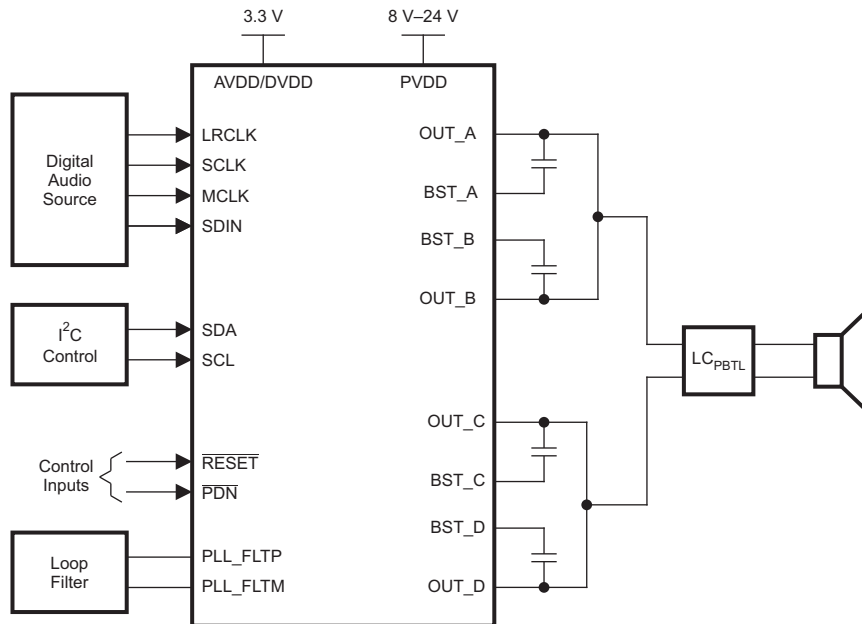 3.3 V
8 V–24 V
AVDD/DVDD
PVDD
Digital
Audio
Source
LRCLK
SCLK
MCLK
SDIN
I²C
Control
SDA
SCL
Control
Inputs
RESET
PDN
Loop
Filter
PLL_FLTP
PLL_FLTM
OUT_A
BST_A
BST_B
OUT_B
OUT_C
BST_C
BST_D
OUT_D
LCPBTL